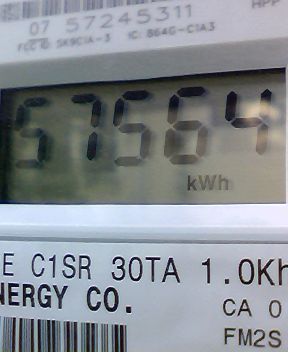 HPP
07 57245311
FCC ID: SK9C1A-3 IC: 864G-C1A3
57564
kWh
E C1SR 30TA 1.0Kh
NERGY CO.
CA 0
FM2S